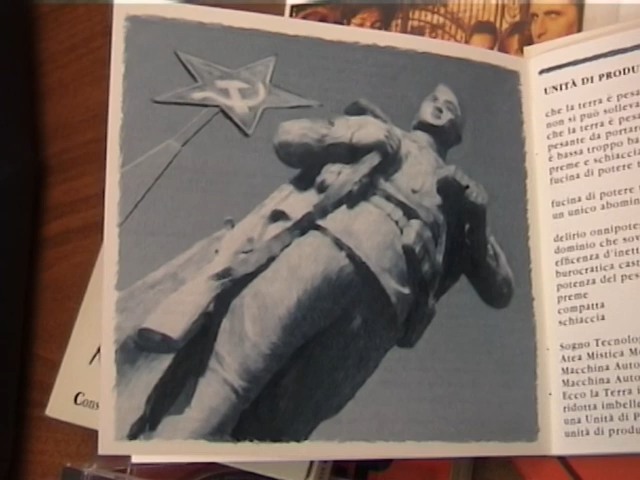 UNITÀ DI PRODU
che la terra è pesa
non si può solleva
che la terra è pesa
pesante da portar
è bassa troppo ba
preme e schiaccia
fucina di potere t
fucina di potere
un unico abomin
delirio onnipote
dominio che sov
efficenza d'inett
burocratica cast
potenza del pes
preme
compatta
schiaccia
Sogno Tecnolo
Atea Mistica Me
Macchina Auto
Macchina Auto
Ecco la Terra i
ridotta imbelle
una Unità di P
unità di produ
Cons